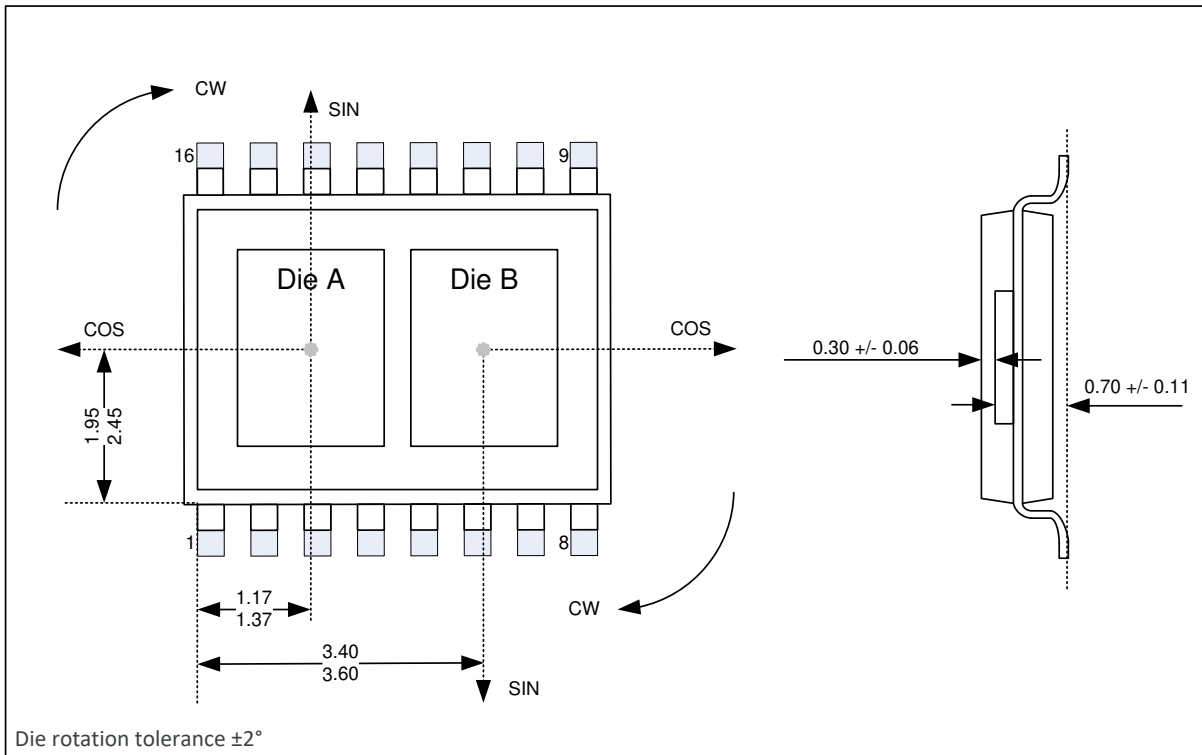 CW
SIN
16
9
Die A
Die B
COS
COS
0.30 +/- 0.06
0.70 +/- 0.11
1.95
2.45
1
8
1.17
1.37
CW
3.40
3.60
SIN
Die rotation tolerance ±2°